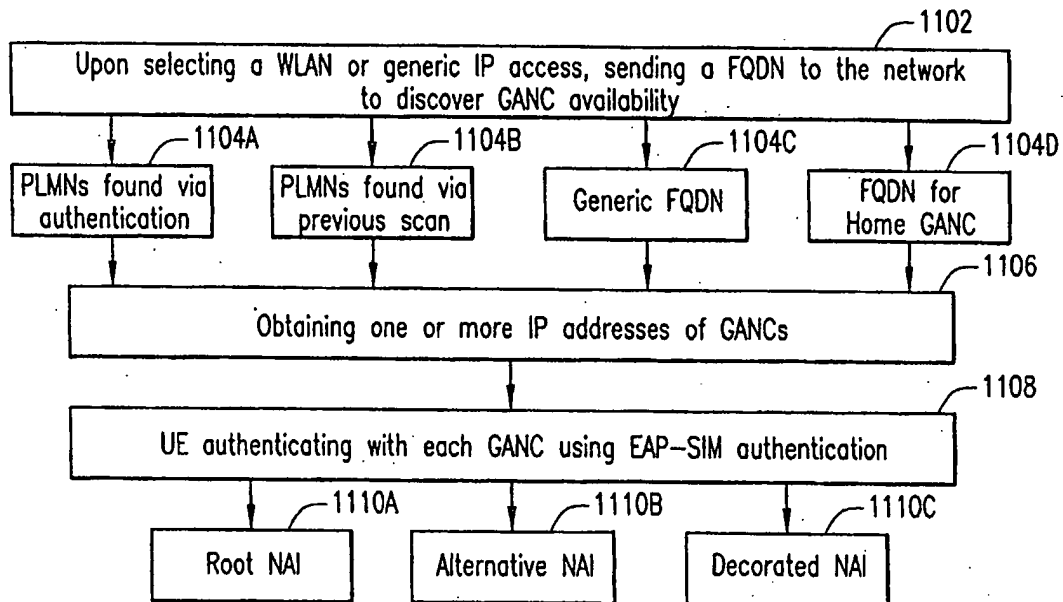 1102
Upon selecting a WLAN or generic IP access, sending a FQDN to the network
to discover GANC availability
1104A
1104B
1104C
1104D
PLMNs found via
authentication
PLMNs found via
previous scan
Generic FQDN
FQDN for
Home GANC
1106
Obtaining one or more IP addresses of GANCs
1108
UE authenticating with each GANC using EAP-SIM authentication
1110A
1110B
1110C
Root NAI
Alternative NAI
Decorated NAI